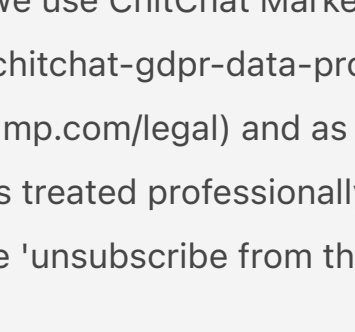 we use ChitChat Marke
chitchat-gdpr-data-pro
mp.com/legal) and as
s treated professionally
e 'unsubscribe from th